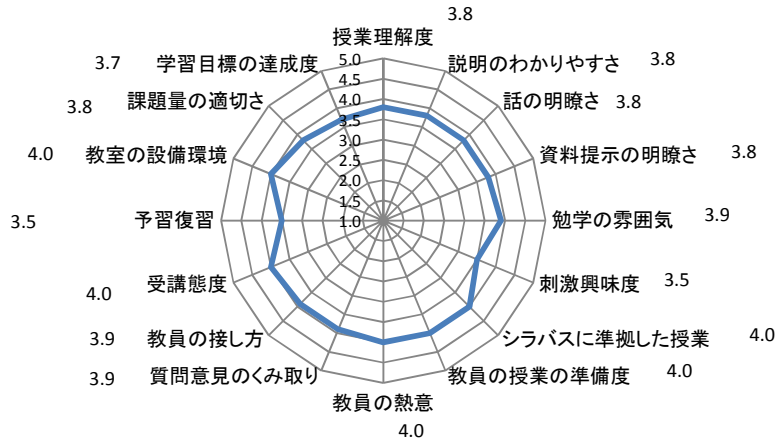 3.8
授業理解度
3.7 学習目標の達成度 説明のわかりやすさ 3.8
5.0
4.5
3.8 課題量の適切さ 話の明瞭さ 3.8
4.0
3.5
4.0 教室の設備環境 資料提示の明瞭さ 3.8
3.0
2.5
2.0
1.5
3.5 予習復習 1.0 勉学の雰囲気 3.9
4.0 受講態度 刺激興味度 3.5
3.9 教員の接し方 シラバスに準拠した授業 4.0
3.9 質問意見のくみ取り 教員の授業の準備度 4.0
教員の熱意
4.0